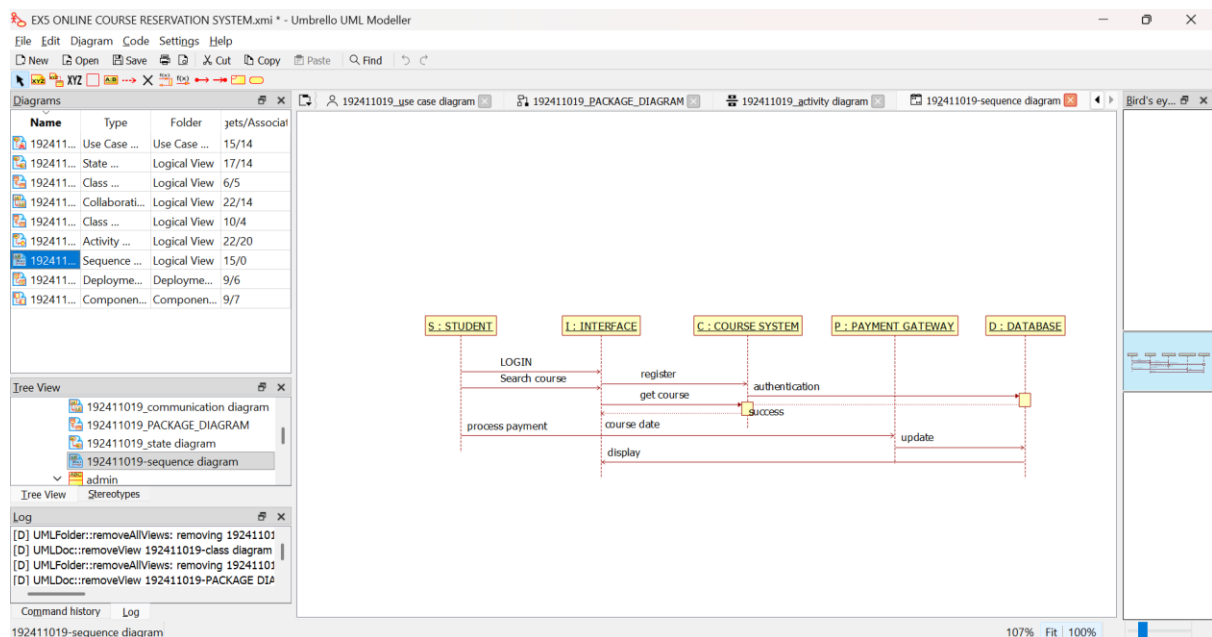 EX5 ONLINE COURSE RESERVATION SYSTEM.xmi * - Umbrello UML Modeller
File Edit Diagram Code Settings Help
New Open Save Cut Copy Paste Find
XYZ XYZ A:B
Diagrams
192411019_use case diagram 192411019_PACKAGE_DIAGRAM 192411019_activity diagram 192411019-sequence diagram
Bird's ey...
Name Type Folder gets/Associat
192411... Use Case ... Use Case ... 15/14
192411... State ... Logical View 17/14
192411... Class ... Logical View 6/5
192411... Collaborati... Logical View 22/14
192411... Class ... Logical View 10/4
192411... Activity ... Logical View 22/20
192411... Sequence ... Logical View 15/0
192411... Deployme... Deployme... 9/6
192411... Componen... Componen... 9/7
S : STUDENT I : INTERFACE C : COURSE SYSTEM P : PAYMENT GATEWAY D : DATABASE
LOGIN
Search course
register
authentication
get course
success
process payment
course date
update
display
Tree View
192411019_communication diagram
192411019_PACKAGE_DIAGRAM
192411019_state diagram
192411019-sequence diagram
admin
Tree View Stereotypes
Log
[D] UMLFolder::removeAllViews: removing 19241101
[D] UMLDoc::removeView 192411019-class diagram
[D] UMLFolder::removeAllViews: removing 19241101
[D] UMLDoc::removeView 192411019-PACKAGE DIA
Command history Log
192411019-sequence diagram
107% Fit 100%